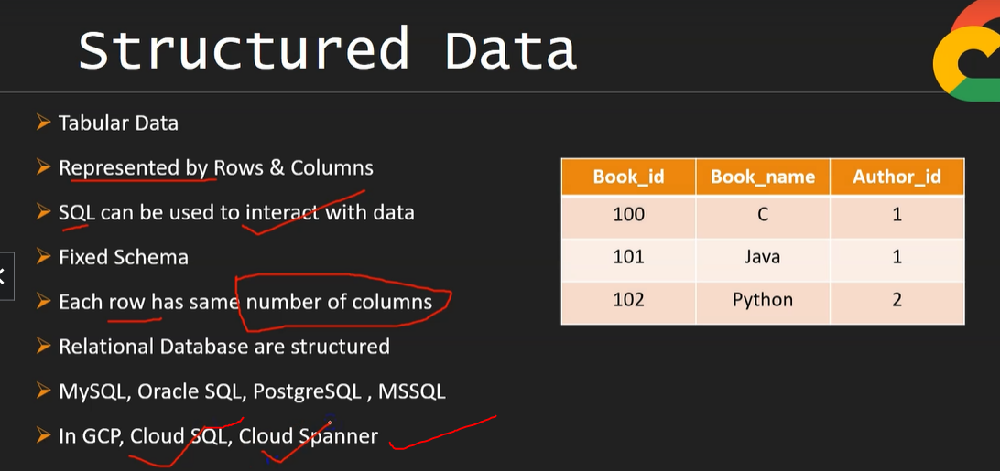 Structured Data
Tabular Data
Represented by Rows & Columns
SQL can be used to interact with data
Fixed Schema
Each row has same number of columns
Relational Database are structured
MySQL, Oracle SQL, PostgreSQL , MSSQL
In GCP, Cloud SQL, Cloud Spanner
Book_id Book_name Author_id
100 C 1
101 Java 1
102 Python 2